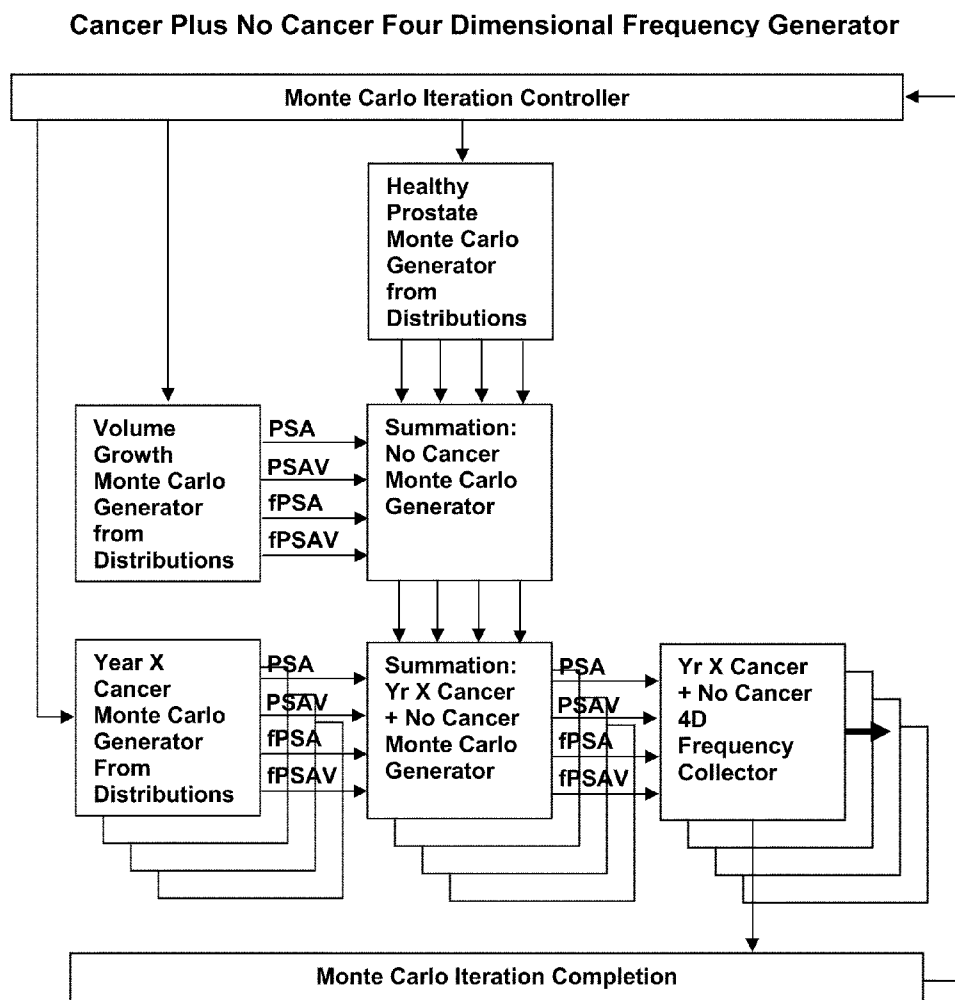 Cancer Plus No Cancer Four Dimensional Frequency Generator
Monte Carlo Iteration Controller
Healthy
Prostate
Monte Carlo
Generator
from
Distributions
Volume
Growth
Monte Carlo
Generator
from
Distributions
PSA
PSAV
fPSA
fPSAV
Summation:
No Cancer
Monte Carlo
Generator
Year X
Cancer
Monte Carlo
Generator
From
Distributions
PSA
PSAV
fPSA
fPSAV
Summation:
Yr X Cancer
+ No Cancer
Monte Carlo
Generator
PSA
PSAV
fPSA
fPSAV
Yr X Cancer
+ No Cancer
4D
Frequency
Collector
Monte Carlo Iteration Completion